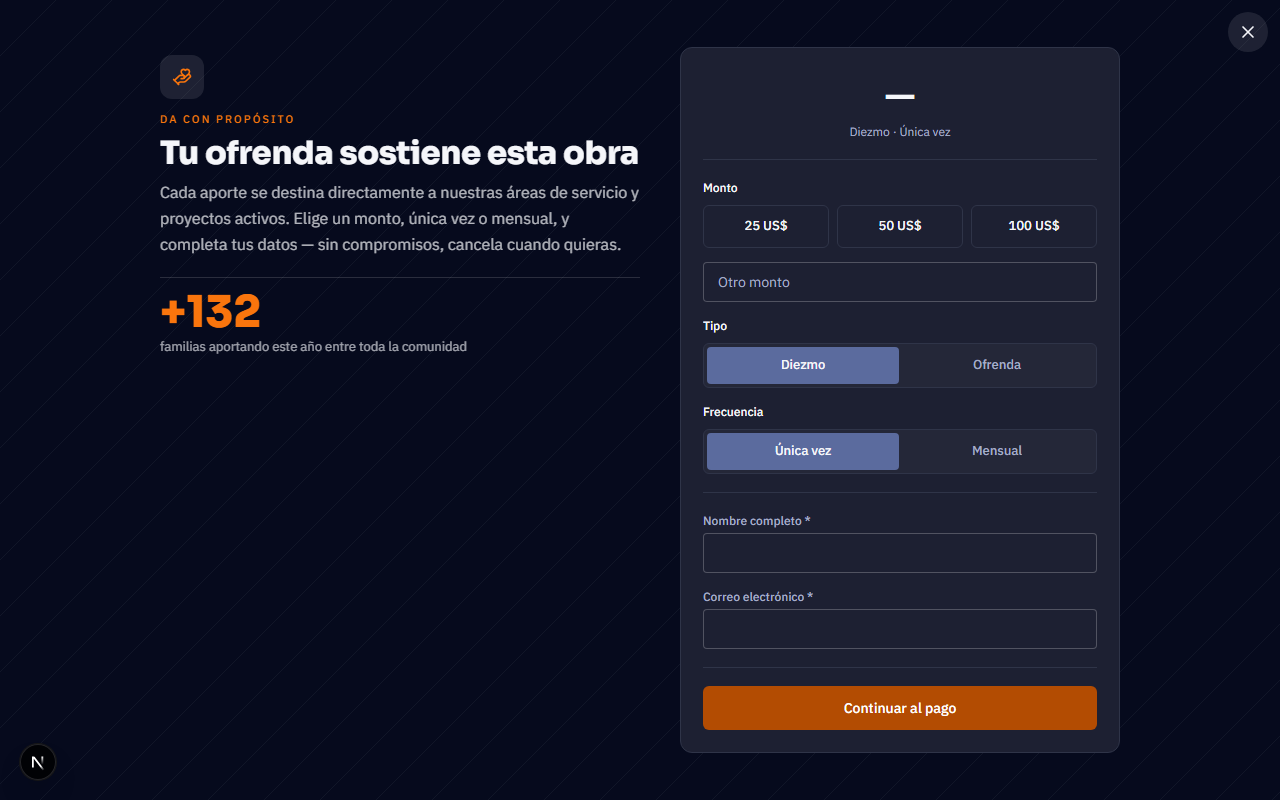 DA CON PROPÓSITO
Tu ofrenda sostiene esta obra
Cada aporte se destina directamente a nuestras áreas de servicio y
proyectos activos. Elige un monto, única vez o mensual, y
completa tus datos — sin compromisos, cancela cuando quieras.
+132
familias aportando este año entre toda la comunidad
—
Diezmo · Única vez
Monto
25 US$
50 US$
100 US$
Otro monto
Tipo
Diezmo
Ofrenda
Frecuencia
Única vez
Mensual
Nombre completo *
Correo electrónico *
Continuar al pago
N